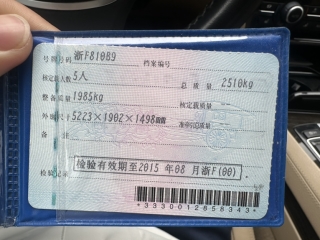 号牌号码 浙F81089 档案编号
核定载人数 5人 总质量 2510kg
整备质量 1985kg 核定载质量
外廓尺寸 5223×1902×1498mm 准牵引总质量
备注
检验记录 检验有效期至2015 年08 月浙F(00).
*3330012858343*